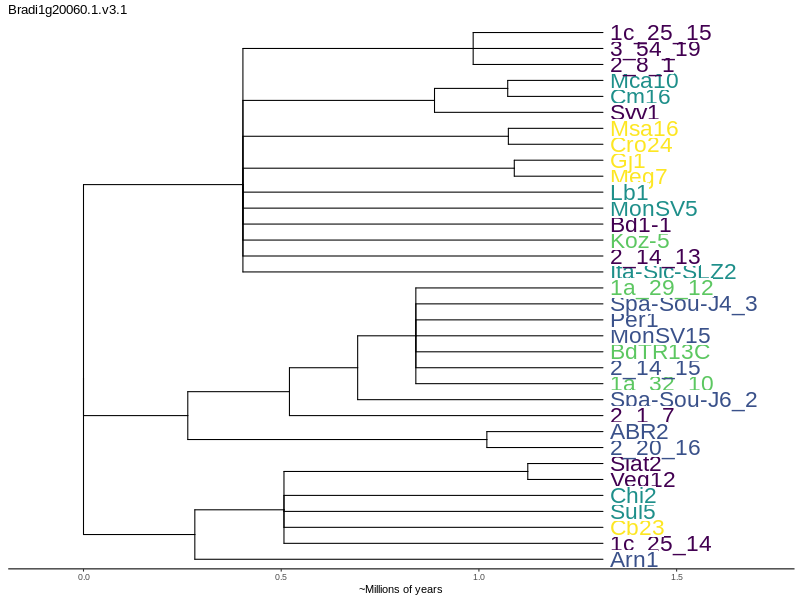 Bradi1g20060.1.v3.1
1c_25_15
3_54_19
2_8_1
Mca10
Cm16
Svv1
Msa16
Cro24
Gj1
Meg7
Lb1
MonSV5
Bd1-1
Koz-5
2_14_13
Ita-Sic-SLZ2
1a_29_12
Spa-Sou-J4_3
Per1
MonSV15
BdTR13C
2_14_15
1a_32_10
Spa-Sou-J6_2
2_1_7
ABR2
2_20_16
Slat2
Veg12
Chi2
Sul5
Cb23
1c_25_14
Arn1
0.0 0.5 1.0 1.5
~Millions of years